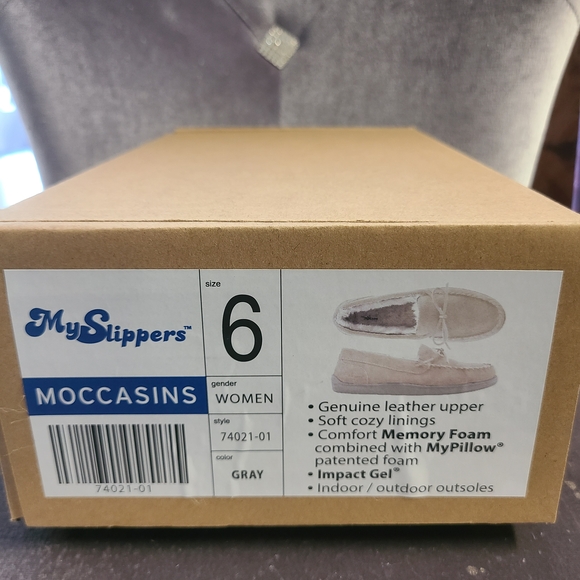 MySlippers™
MOCCASINS
74021-01
size
6
gender
WOMEN
style
74021-01
color
GRAY
• Genuine leather upper
• Soft cozy linings
• Comfort Memory Foam
combined with MyPillow®
patented foam
• Impact Gel®
• Indoor / outdoor outsoles